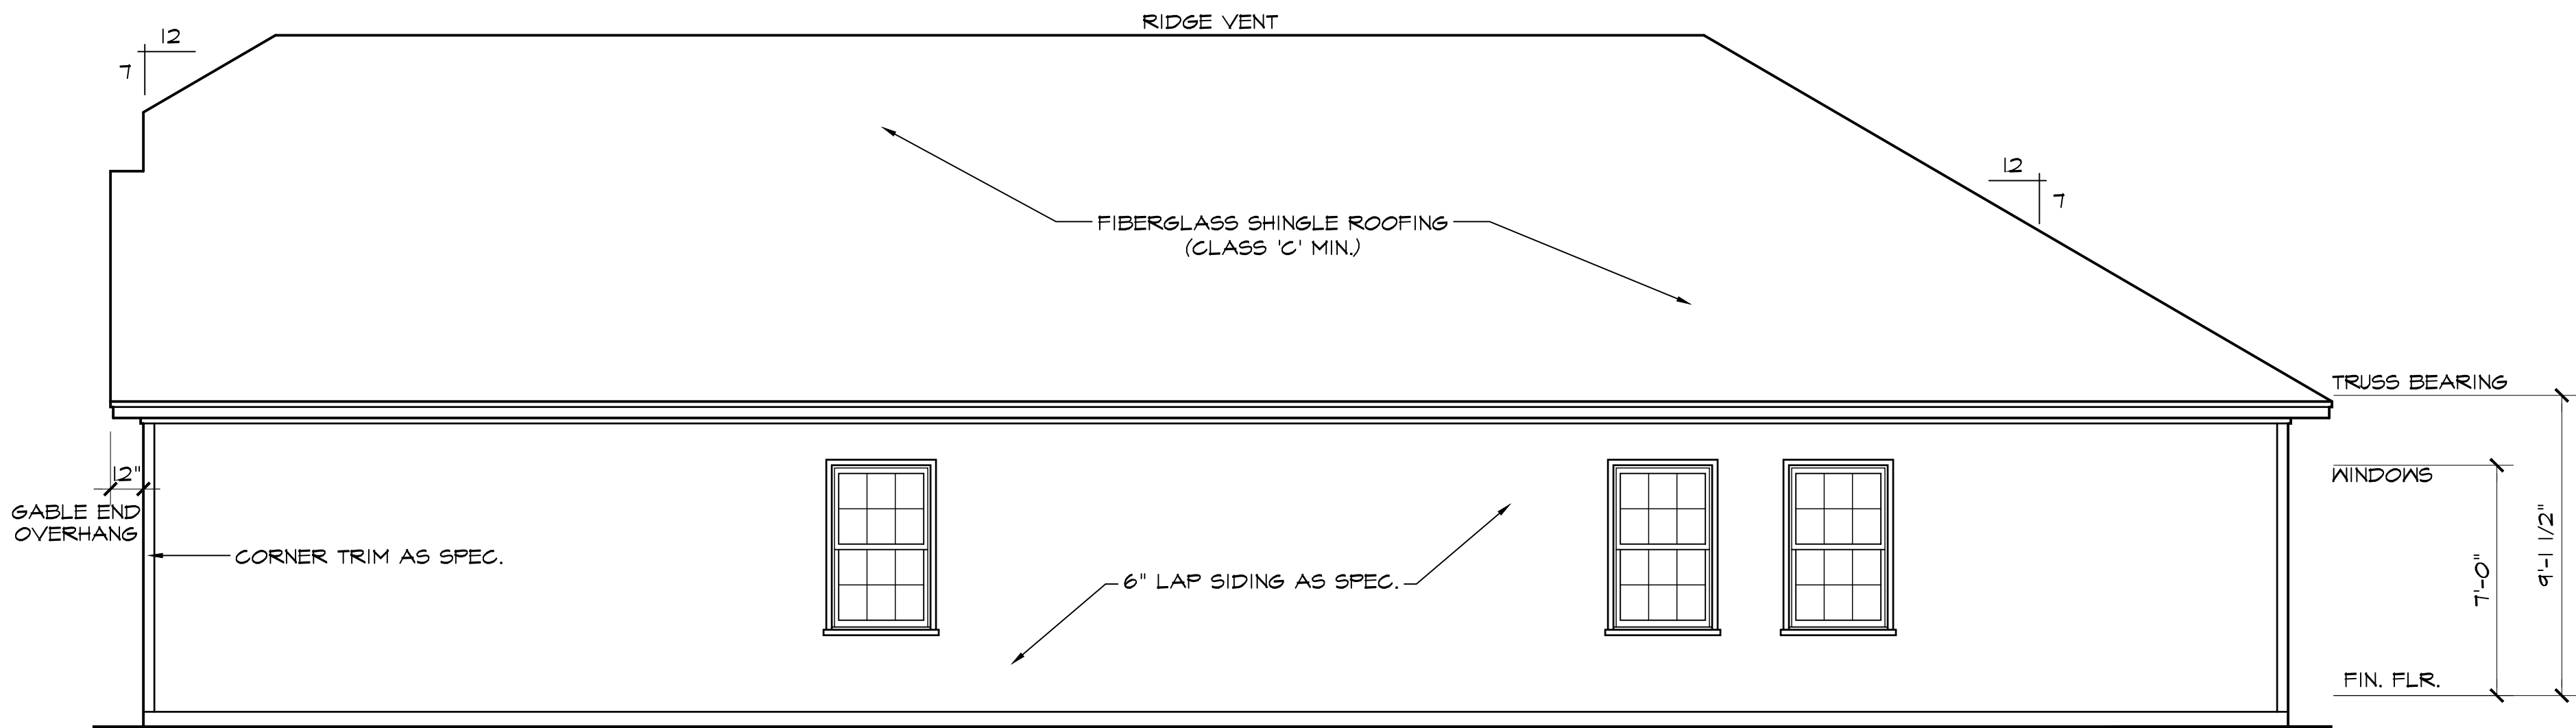 RIDGE VENT
12
7
12
7
FIBERGLASS SHINGLE ROOFING
(CLASS 'C' MIN.)
TRUSS BEARING
12"
GABLE END
OVERHANG
WINDOWS
CORNER TRIM AS SPEC.
6" LAP SIDING AS SPEC.
7'-0"
9'-1 1/2"
FIN. FLR.